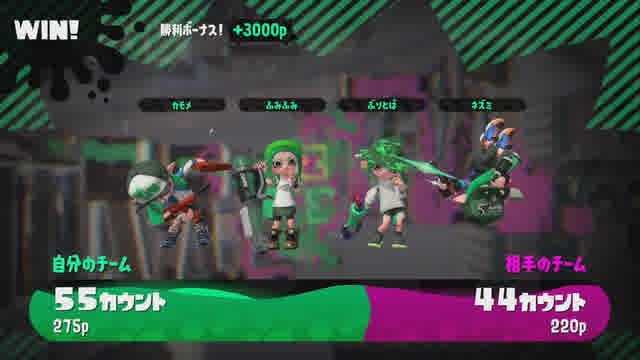 WIN!
勝利ボーナス! +3000p
カモメ
ふみふみ
ぶりとば
ネズミ
自分のチーム
相手のチーム
55カウント
44カウント
275p
220p